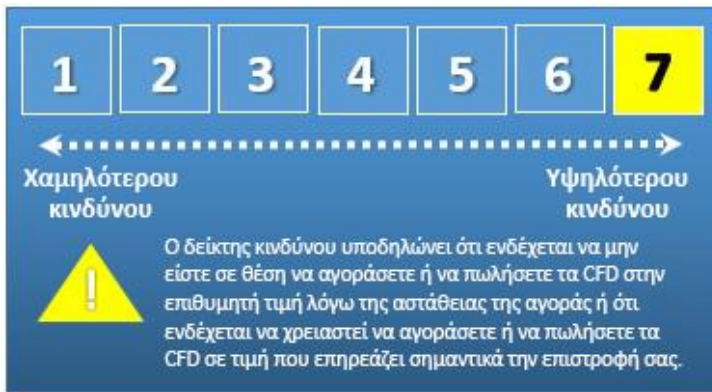 1 2 3 4 5 6 7
Χαμηλότερου Υψηλότερου
κινδύνου κινδύνου
Ο δείκτης κινδύνου υποδηλώνει ότι ενδέχεται να μην
είστε σε θέση να αγοράσετε ή να πωλήσετε τα CFD στην
επιθυμητή τιμή λόγω της αστάθειας της αγοράς ή ότι
ενδέχεται να χρειαστεί να αγοράσετε ή να πωλήσετε τα
CFD σε τιμή που επηρεάζει σημαντικά την επιστροφή σας.